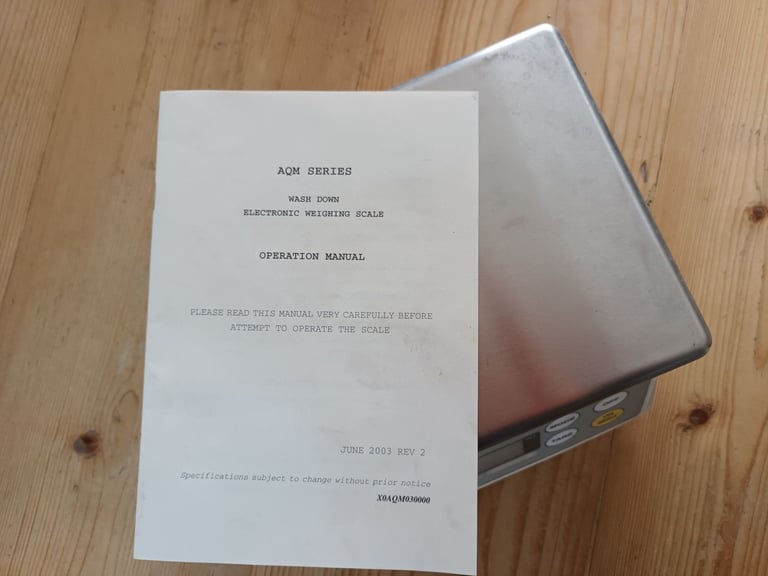 AQM SERIES
WASH DOWN
ELECTRONIC WEIGHING SCALE
OPERATION MANUAL
PLEASE READ THIS MANUAL VERY CAREFULLY BEFORE
ATTEMPT TO OPERATE THE SCALE
JUNE 2003 REV 2
Specifications subject to change without prior notice
X0AQM030000